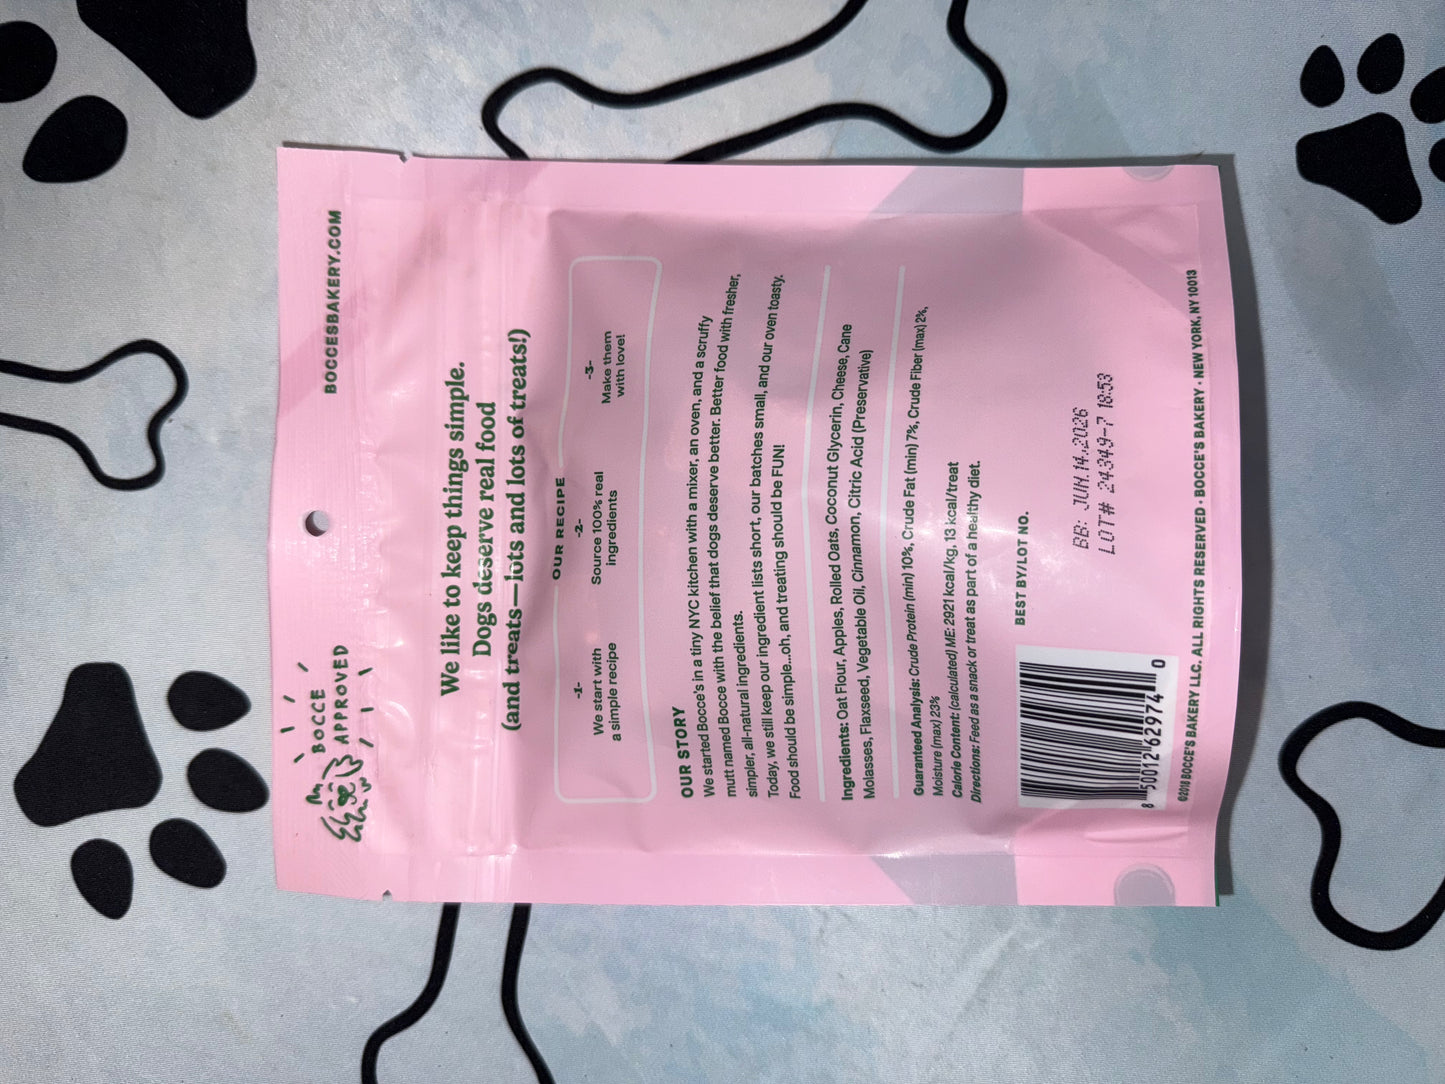 BOCCE
APPROVED
BOCCESBAKERY.COM
We like to keep things simple.
Dogs deserve real food
(and treats—lots and lots of treats!)
OUR RECIPE
-1-
We start with
a simple recipe
-2-
Source 100% real
ingredients
-3-
Make them
with love!
OUR STORY
We started Bocce's in a tiny NYC kitchen with a mixer, an oven, and a scruffy
mutt named Bocce with the belief that dogs deserve better. Better food with fresher,
simpler, all-natural ingredients.
Today, we still keep our ingredient lists short, our batches small, and our oven toasty.
Food should be simple...oh, and treating should be FUN!
Ingredients: Oat Flour, Apples, Rolled Oats, Coconut Glycerin, Cheese, Cane
Molasses, Flaxseed, Vegetable Oil, Cinnamon, Citric Acid (Preservative)
Guaranteed Analysis: Crude Protein (min) 10%, Crude Fat (min) 7%, Crude Fiber (max) 2%,
Moisture (max) 23%
Calorie Content: (calculated) ME: 2921 kcal/kg, 13 kcal/treat
Directions: Feed as a snack or treat as part of a healthy diet.
BEST BY/LOT NO.
BB: JUN.14.2026
LOT# 24349-7 18:53
8 50012 62974 0
©2018 BOCCE'S BAKERY LLC. ALL RIGHTS RESERVED • BOCCE'S BAKERY • NEW YORK, NY 10013